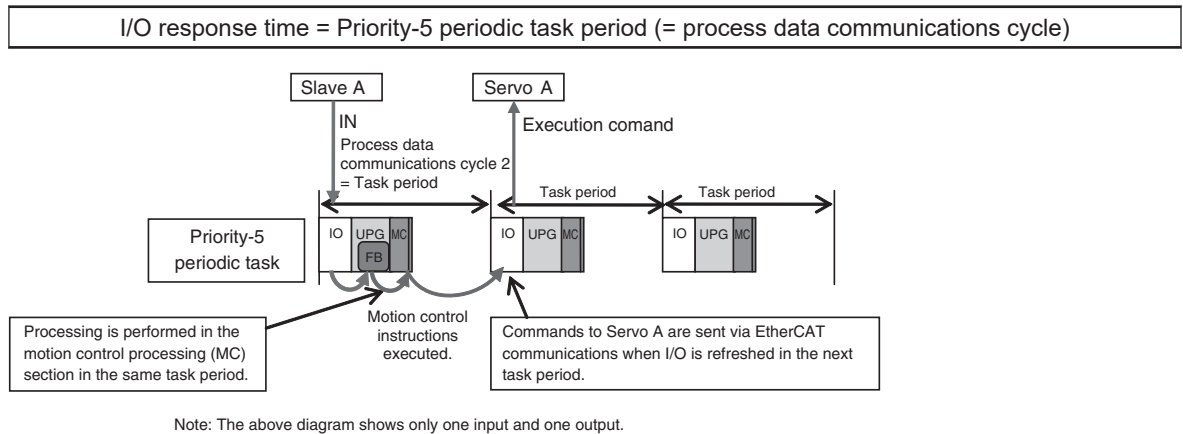 I/O response time = Priority-5 periodic task period (= process data communications cycle)
Slave A
Servo A
IN
Execution comand
Process data
communications cycle 2
= Task period
Task period
Task period
Priority-5
periodic task
IO
UPG
MC
FB
IO
UPG
MC
IO
UPG
MC
Motion control
instructions
executed.
Processing is performed in the
motion control processing (MC)
section in the same task period.
Commands to Servo A are sent via EtherCAT
communications when I/O is refreshed in the next
task period.
Note: The above diagram shows only one input and one output.